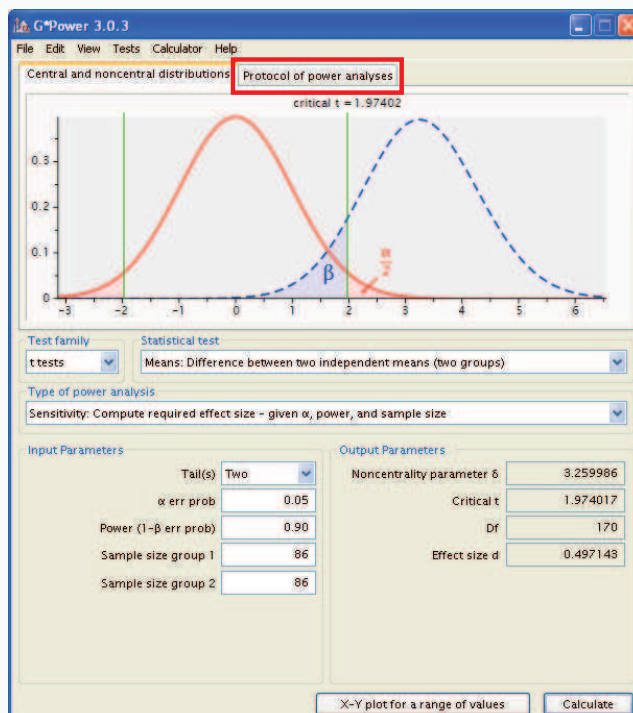 G*Power 3.0.3
File Edit View Tests Calculator Help
Central and noncentral distributions Protocol of power analyses
critical t = 1.97402
0.3
0.2
0.1
0
β
α/2
-3 -2 -1 0 1 2 3 4 5 6
Test family Statistical test
t tests Means: Difference between two independent means (two groups)
Type of power analysis
Sensitivity: Compute required effect size - given α, power, and sample size
Input Parameters Output Parameters
Tail(s) Two Noncentrality parameter δ 3.259986
α err prob 0.05 Critical t 1.974017
Power (1-β err prob) 0.90 Df 170
Sample size group 1 86 Effect size d 0.497143
Sample size group 2 86
X-Y plot for a range of values Calculate